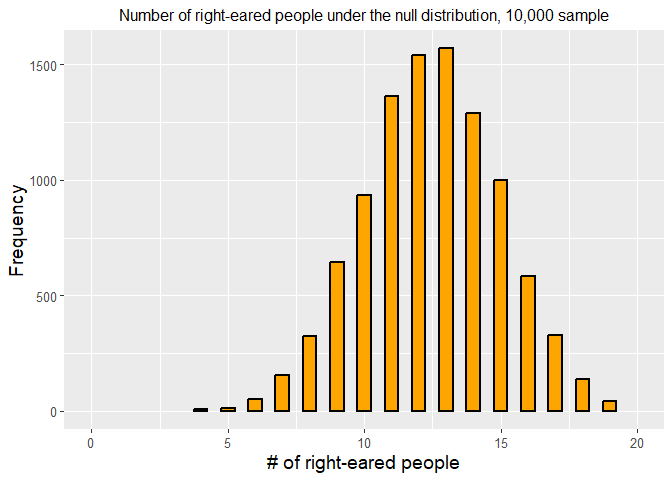 Number of right-eared people under the null distribution, 10,000 sample
1500
1000
500
0
Frequency
0 5 10 15 20
# of right-eared people